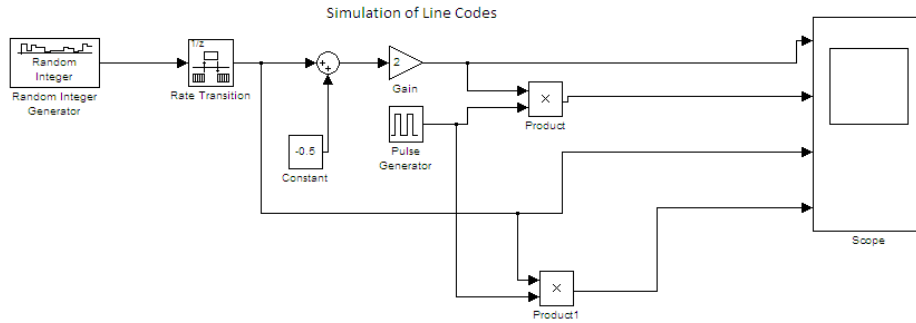 Simulation of Line Codes
Random
Integer
Random Integer
Generator
1/z
Rate Transition
+
+
-0.5
Constant
2
Gain
Pulse
Generator
×
Product
×
Product1
Scope